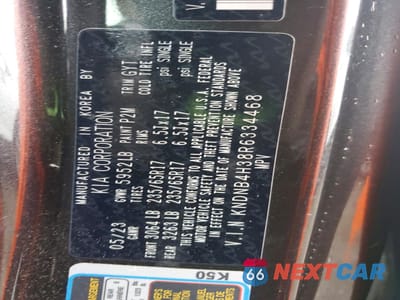 MANUFACTURED IN KOREA BY
KIA CORPORATION
05/23 GVW 5952LB PAINT P2M TRIM GYT
GAWR TIRES RIMS COLD TIRE INFL
FRONT 3064LB 235/65R17 6.5Jx17 psi SINGLE
REAR 3263LB 235/65R17 6.5Jx17 psi SINGLE
THIS VEHICLE CONFORMS TO ALL APPLICABLE U.S.A. FEDERAL
MOTOR VEHICLE SAFETY AND THEFT PREVENTION STANDARDS
IN EFFECT ON THE DATE OF MANUFACTURE SHOWN ABOVE
V.I.N KNDNB4H38R6334468
MPV
K50
66 NEXTCAR